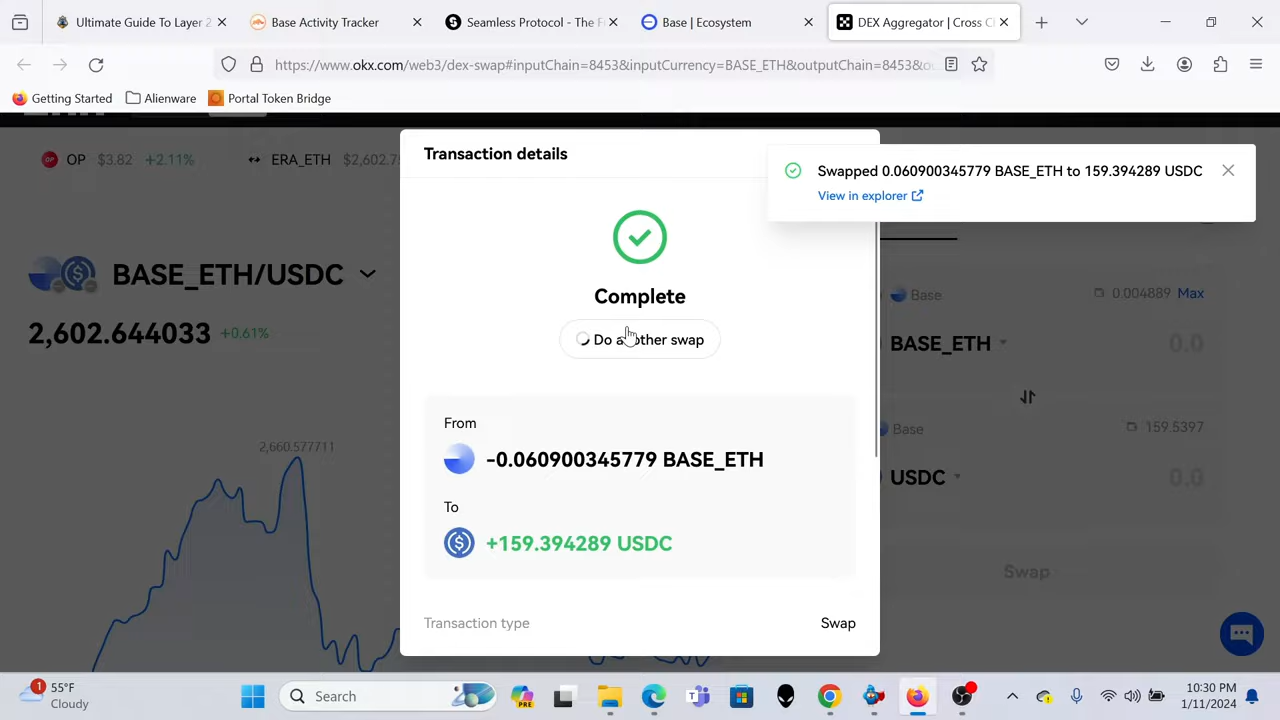 Ultimate Guide To Layer 2
Base Activity Tracker
Seamless Protocol - The F
Base | Ecosystem
DEX Aggregator | Cross C
https://www.okx.com/web3/dex-swap#inputChain=8453&inputCurrency=BASE_ETH&outputChain=8453&
Getting Started
Alienware
Portal Token Bridge
OP $3.82 +2.11%
ERA_ETH $2,602.7
Transaction details
Swapped 0.060900345779 BASE_ETH to 159.394289 USDC
View in explorer
BASE_ETH/USDC
2,602.644033 +0.61%
2,660.577711
Complete
Do another swap
From
-0.060900345779 BASE_ETH
To
+159.394289 USDC
Transaction type Swap
Base 0.004889 Max
BASE_ETH 0.0
Base 159.5397
USDC 0.0
Swap
1
55°F
Cloudy
Search
PRE
10:30 PM
1/11/2024